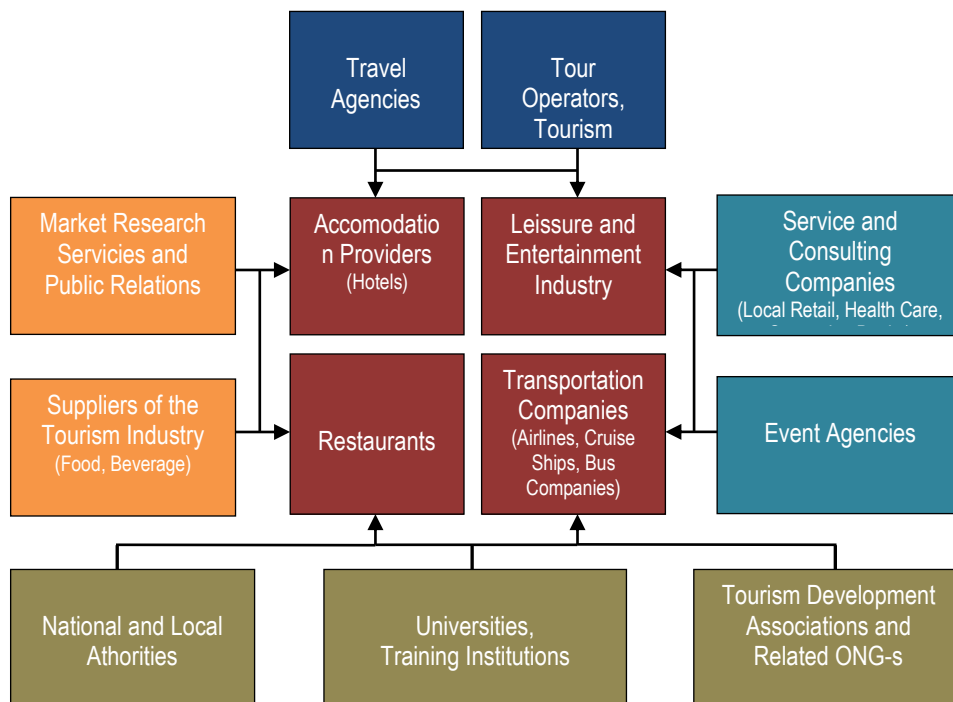 Travel
Agencies
Tour
Operators,
Tourism
Market Research
Servicies and
Public Relations
Accomodatio
n Providers
(Hotels)
Leissure and
Entertainment
Industry
Service and
Consulting
Companies
(Local Retail, Health Care,
Suppliers of the
Tourism Industry
(Food, Beverage)
Restaurants
Transportation
Companies
(Airlines, Cruise
Ships, Bus
Companies)
Event Agencies
National and Local
Athorities
Universities,
Training Institutions
Tourism Development
Associations and
Related ONG-s